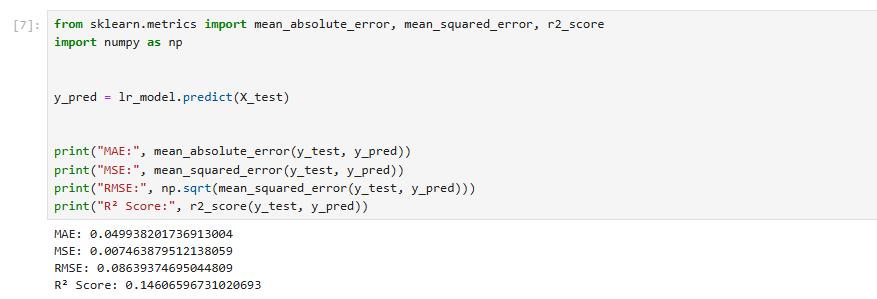 [7]: from sklearn.metrics import mean_absolute_error, mean_squared_error, r2_score
import numpy as np
y_pred = lr_model.predict(X_test)
print("MAE:", mean_absolute_error(y_test, y_pred))
print("MSE:", mean_squared_error(y_test, y_pred))
print("RMSE:", np.sqrt(mean_squared_error(y_test, y_pred)))
print("R² Score:", r2_score(y_test, y_pred))
MAE: 0.049938201736913004
MSE: 0.007463879512138059
RMSE: 0.08639374695044809
R² Score: 0.14606596731020693